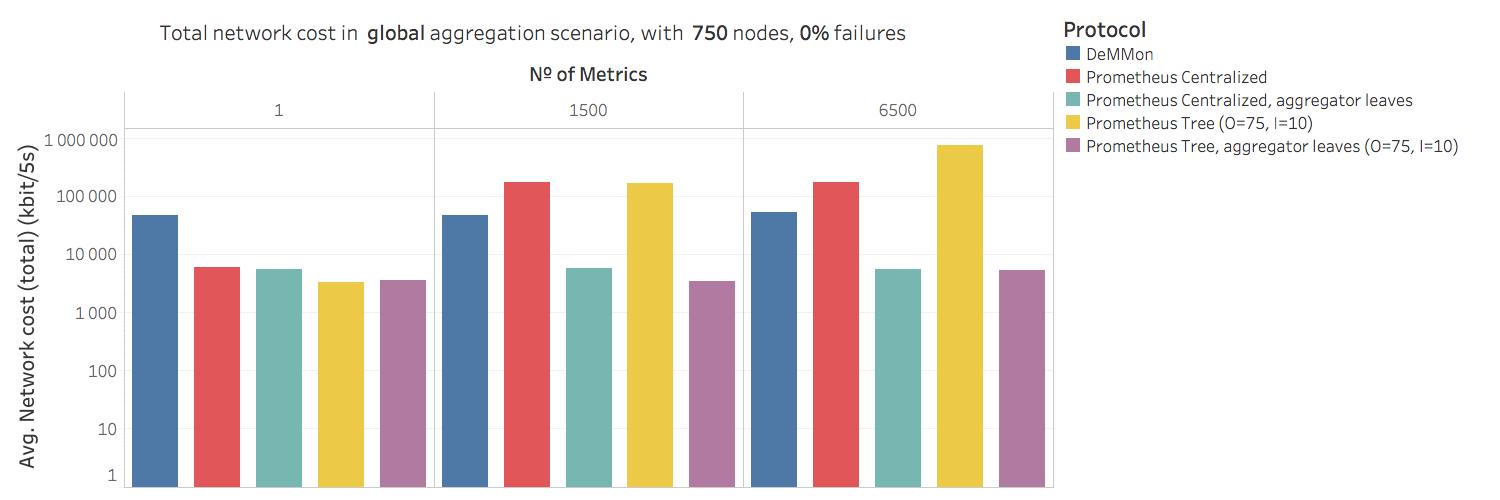 Total network cost in global aggregation scenario, with 750 nodes, 0% failures
Nº of Metrics
1
1500
6500
1 000 000
100 000
10 000
1 000
100
10
1
Avg. Network cost (total) (kbit/5s)
Protocol
DeMMon
Prometheus Centralized
Prometheus Centralized, aggregator leaves
Prometheus Tree (O=75, I=10)
Prometheus Tree, aggregator leaves (O=75, I=10)